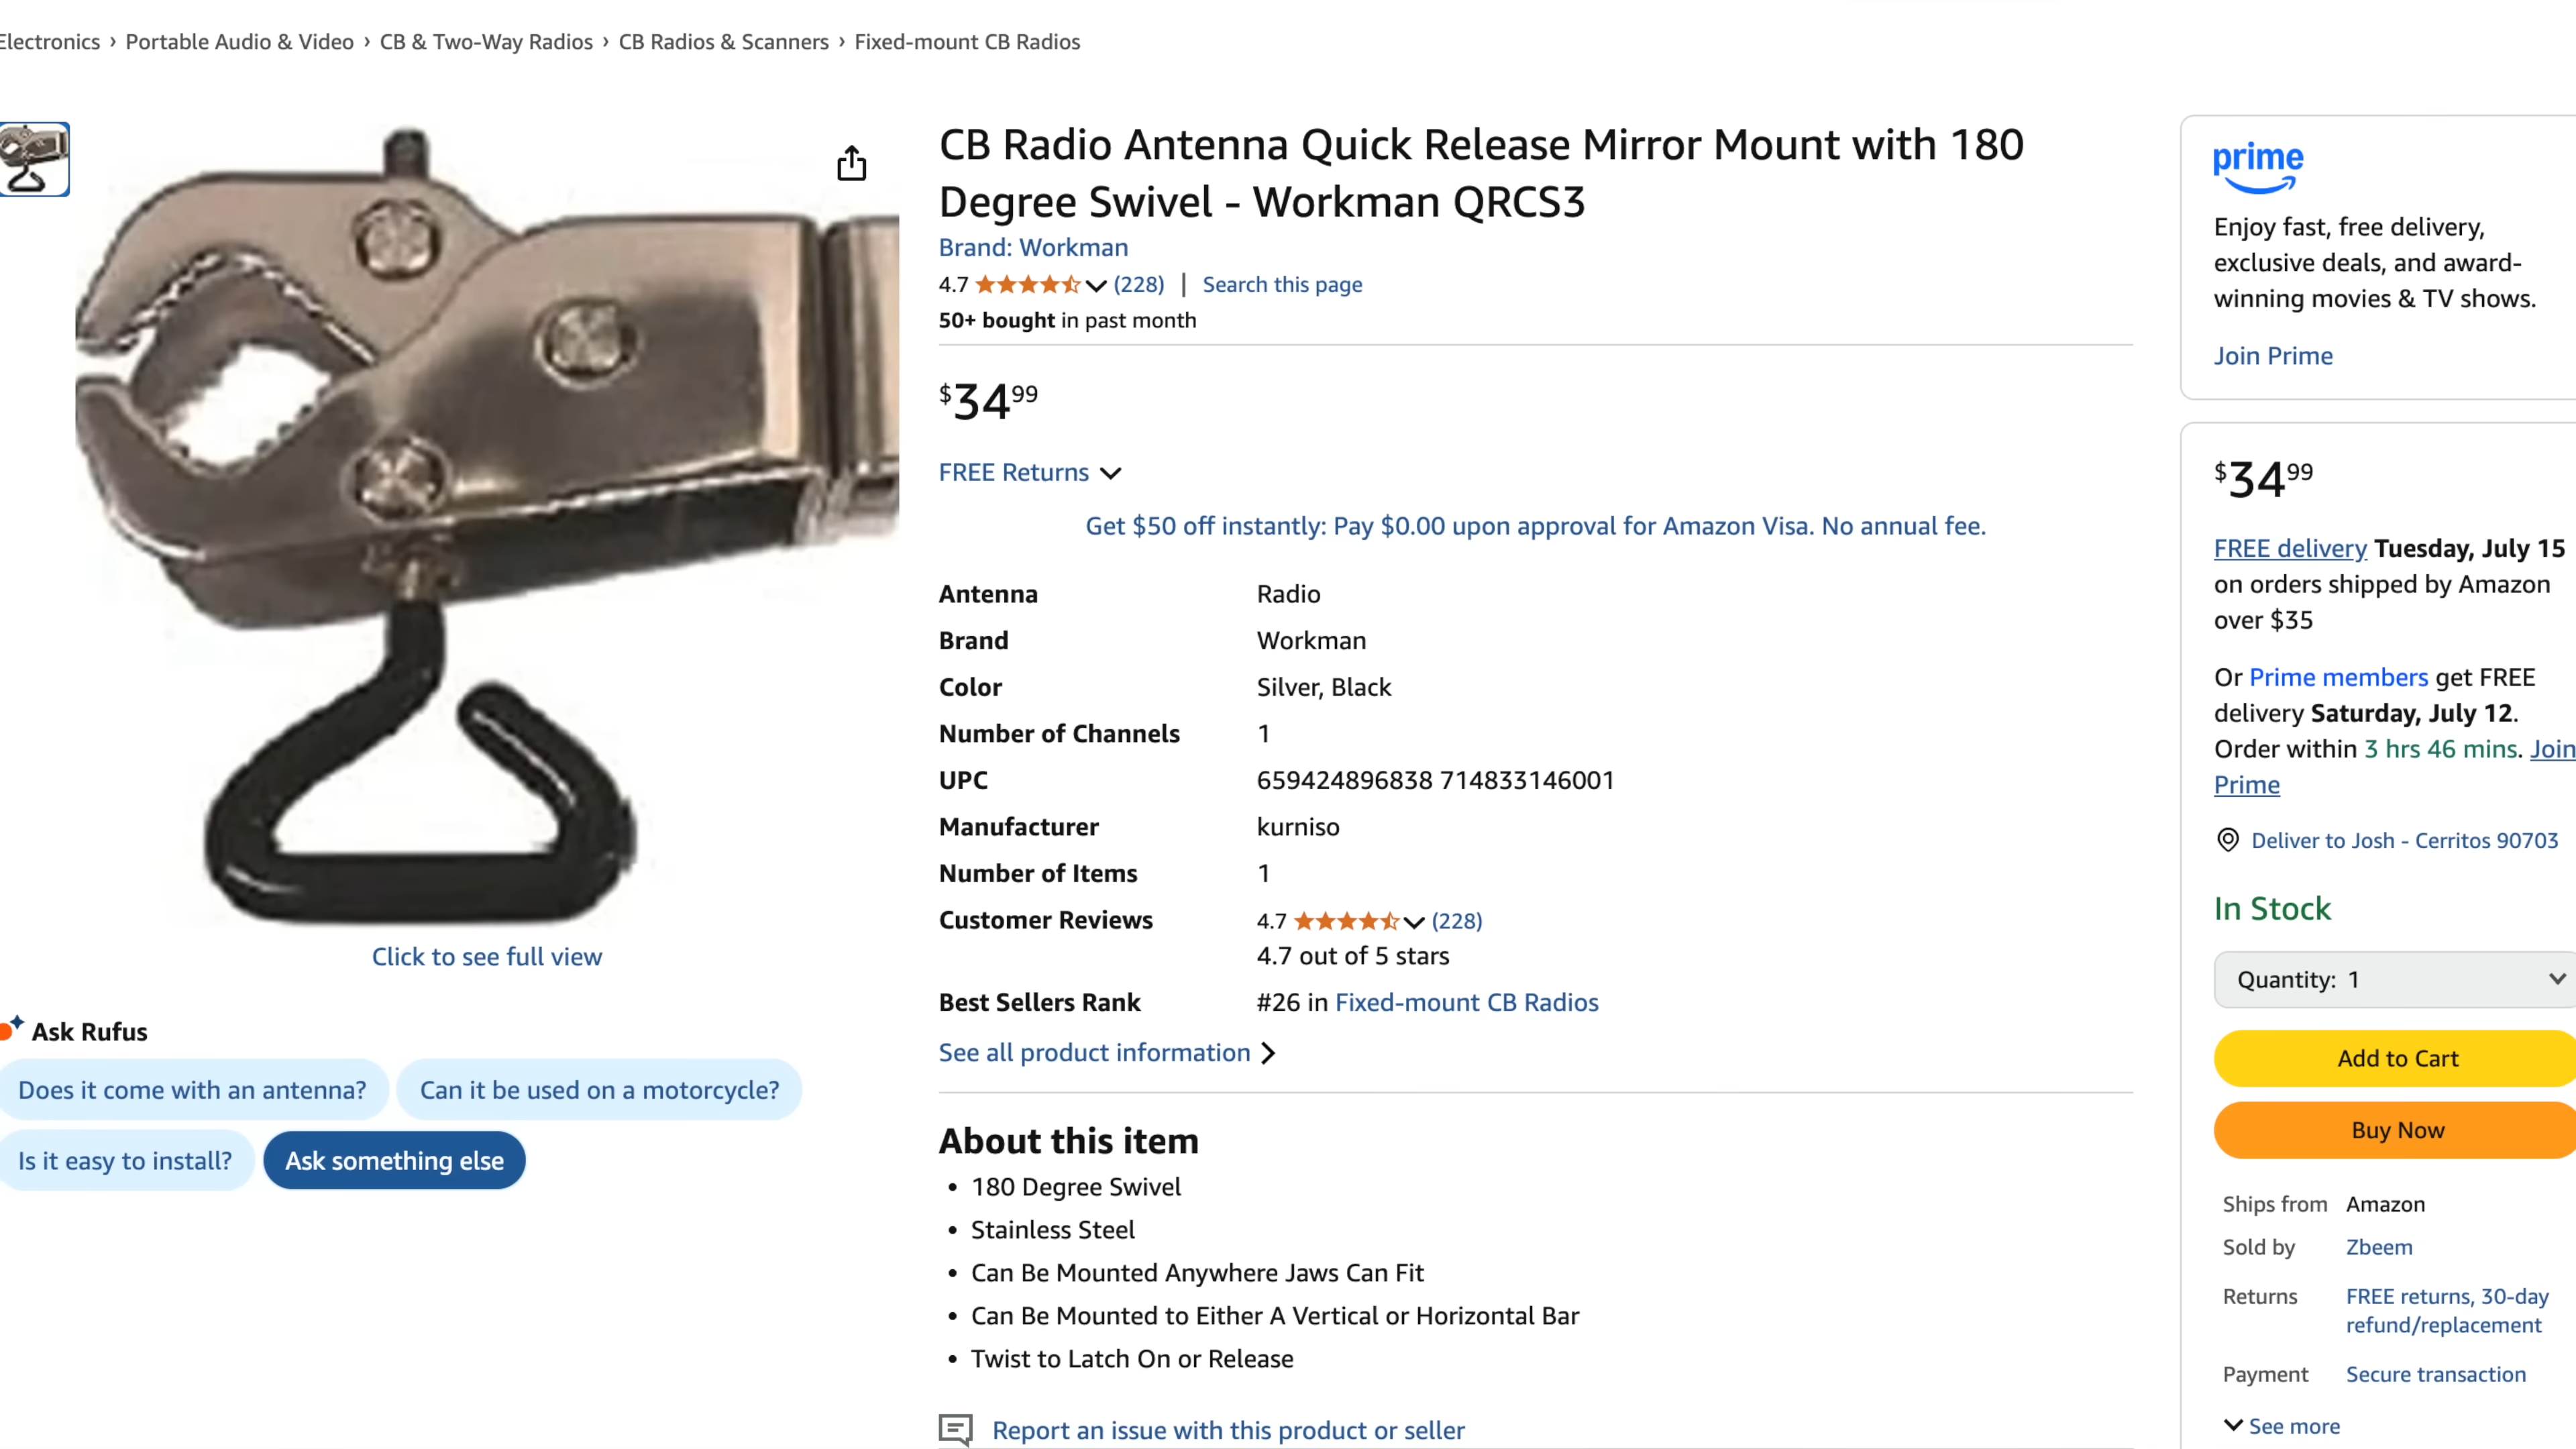 Electronics › Portable Audio & Video › CB & Two-Way Radios › CB Radios & Scanners › Fixed-mount CB Radios
CB Radio Antenna Quick Release Mirror Mount with 180
Degree Swivel - Workman QRCS3
Brand: Workman
4.7 (228) | Search this page
50+ bought in past month
$34.99
FREE Returns
Get $50 off instantly: Pay $0.00 upon approval for Amazon Visa. No annual fee.
Antenna Radio
Brand Workman
Color Silver, Black
Number of Channels 1
UPC 659424896838 714833146001
Manufacturer kurniso
Number of Items 1
Customer Reviews 4.7 (228)
4.7 out of 5 stars
Best Sellers Rank #26 in Fixed-mount CB Radios
See all product information
About this item
• 180 Degree Swivel
• Stainless Steel
• Can Be Mounted Anywhere Jaws Can Fit
• Can Be Mounted to Either A Vertical or Horizontal Bar
• Twist to Latch On or Release
Report an issue with this product or seller
Click to see full view
Ask Rufus
Does it come with an antenna? Can it be used on a motorcycle?
Is it easy to install? Ask something else
prime
Enjoy fast, free delivery,
exclusive deals, and award-
winning movies & TV shows.
Join Prime
$34.99
FREE delivery Tuesday, July 15
on orders shipped by Amazon
over $35
Or Prime members get FREE
delivery Saturday, July 12.
Order within 3 hrs 46 mins. Join
Prime
Deliver to Josh - Cerritos 90703
In Stock
Quantity: 1
Add to Cart
Buy Now
Ships from Amazon
Sold by Zbeem
Returns FREE returns, 30-day
refund/replacement
Payment Secure transaction
See more